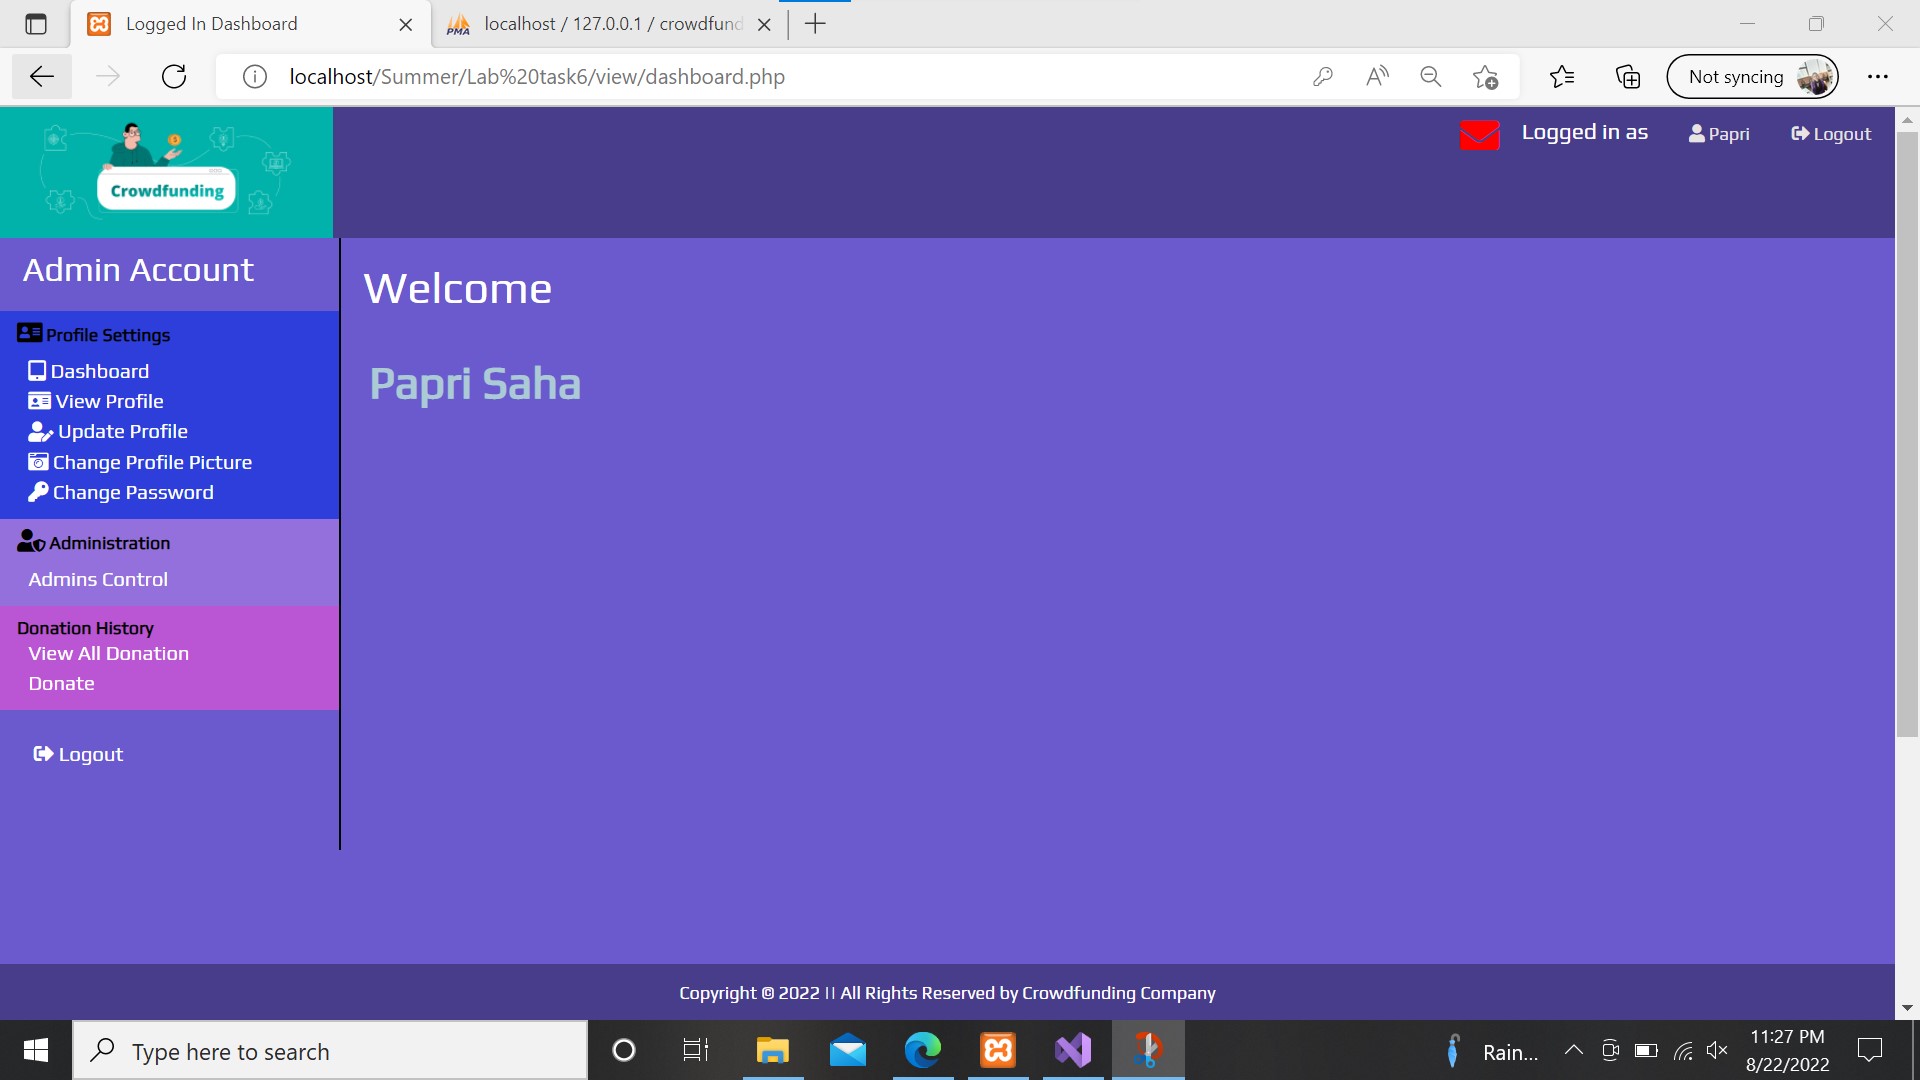 Logged In Dashboard
localhost / 127.0.0.1 / crowdfund
localhost/Summer/Lab%20task6/view/dashboard.php
Not syncing
Crowdfunding
Logged in as
Papri
Logout
Admin Account
Profile Settings
Dashboard
View Profile
Update Profile
Change Profile Picture
Change Password
Administration
Admins Control
Donation History
View All Donation
Donate
Logout
Welcome
Papri Saha
Copyright © 2022 || All Rights Reserved by Crowdfunding Company
Type here to search
Rain...
11:27 PM
8/22/2022